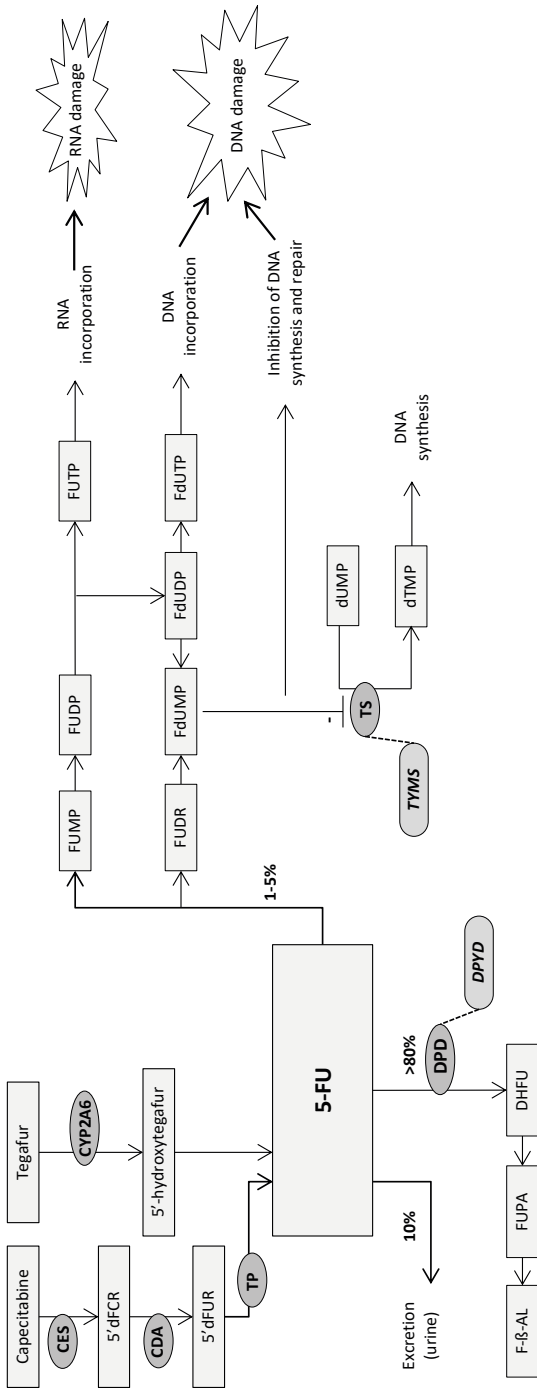 Capecitabine
CES
5'dFCR
CDA
5'dFUR
TP
Tegafur
CYP2A6
5'-hydroxytegafur
5-FU
10%
Excretion
(urine)
>80%
DPD
DPYD
DHFU
FUPA
F-ß-AL
1-5%
FUMP
FUDP
FUTP
RNA
incorporation
RNA damage
FUDR
FdUMP
FdUDP
FdUTP
DNA
incorporation
DNA damage
Inhibition of DNA
synthesis and repair
-
TS
TYMS
dUMP
dTMP
DNA
synthesis